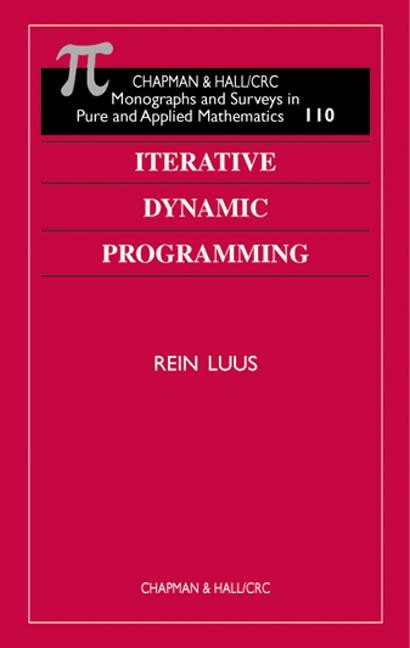 π
CHAPMAN & HALL/CRC
Monographs and Surveys in
Pure and Applied Mathematics 110
ITERATIVE
DYNAMIC
PROGRAMMING
REIN LUUS
CHAPMAN & HALL/CRC